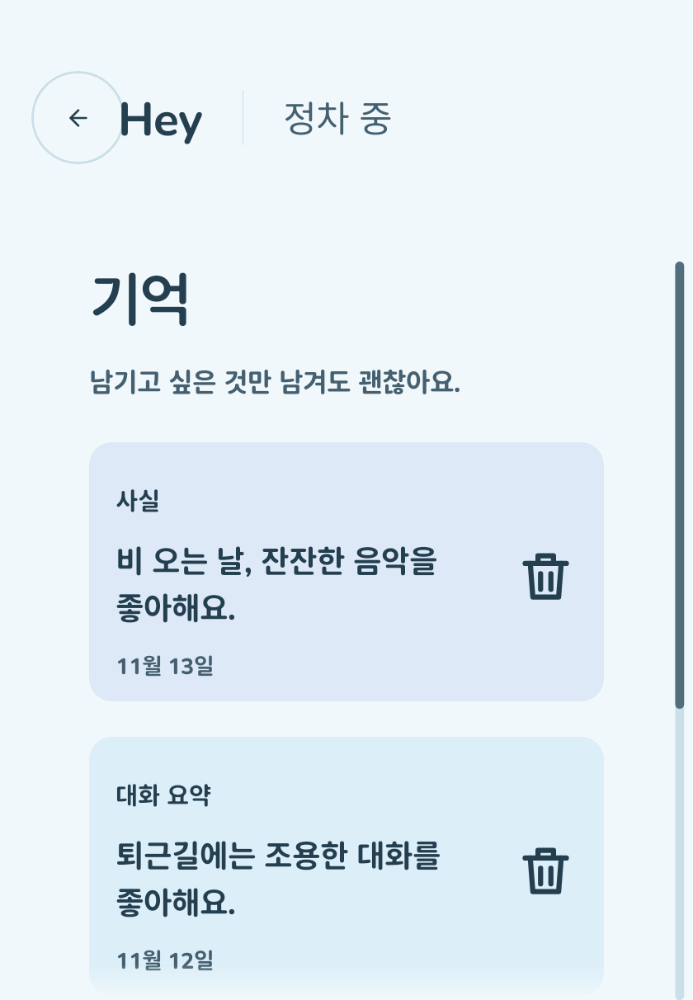 Hey 정차 중
기억
남기고 싶은 것만 남겨도 괜찮아요.
사실
비 오는 날, 잔잔한 음악을
좋아해요.
11월 13일
대화 요약
퇴근길에는 조용한 대화를
좋아해요.
11월 12일